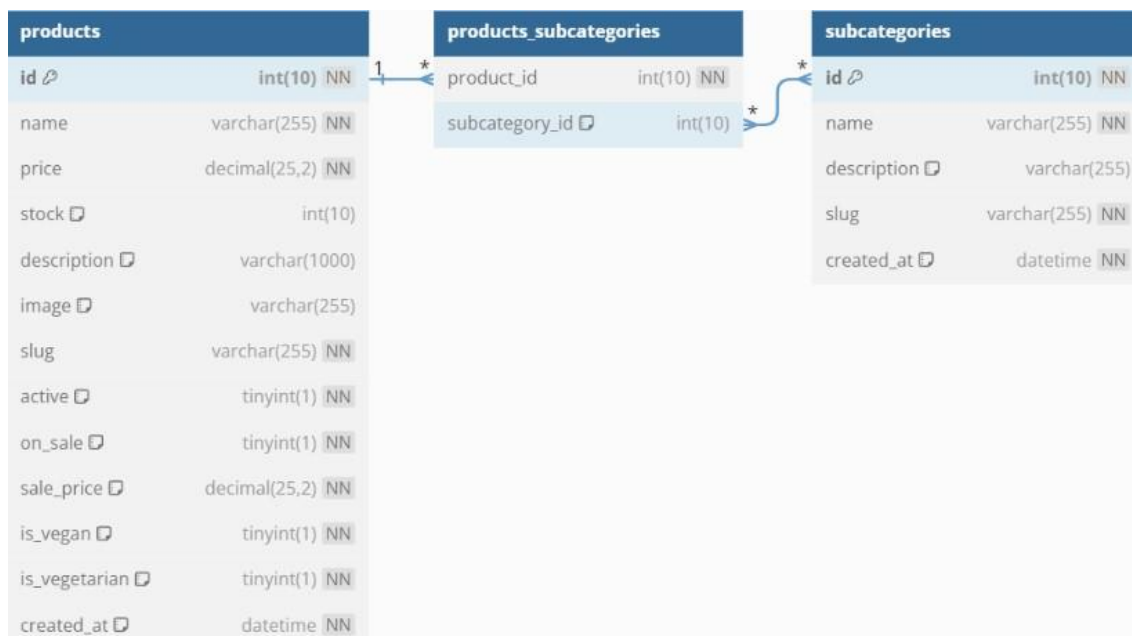 products
id int(10) NN
name varchar(255) NN
price decimal(25,2) NN
stock int(10)
description varchar(1000)
image varchar(255)
slug varchar(255) NN
active tinyint(1) NN
on_sale tinyint(1) NN
sale_price decimal(25,2) NN
is_vegan tinyint(1) NN
is_vegetarian tinyint(1) NN
created_at datetime NN
1 *
products_subcategories
product_id int(10) NN
subcategory_id int(10)
* *
subcategories
id int(10) NN
name varchar(255) NN
description varchar(255)
slug varchar(255) NN
created_at datetime NN